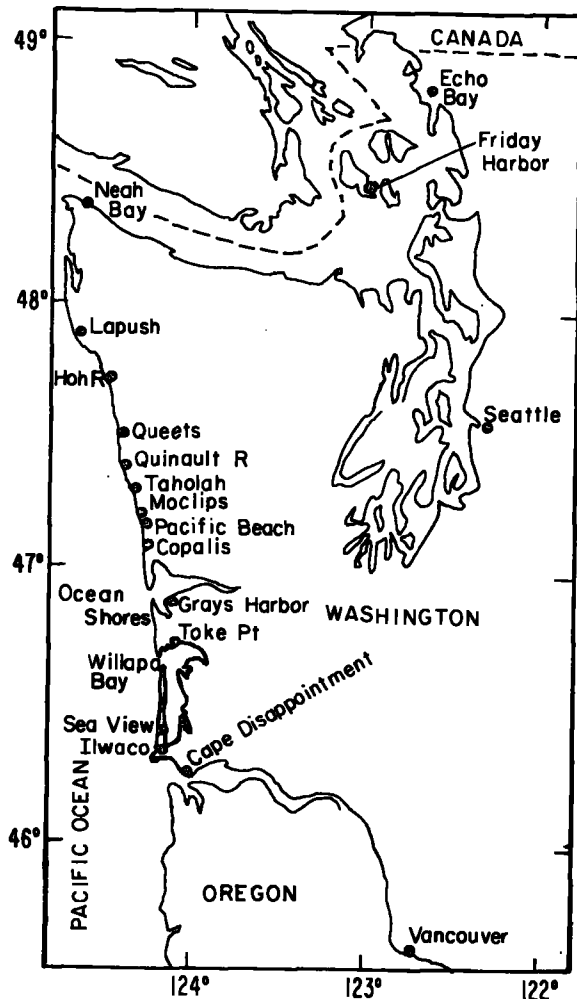 49°
CANADA
Echo
Bay
Friday
Harbor
Neah
Bay
48°
Lapush
Hoh R
Queets
Seattle
Quinault R
Taholah
Moclips
Pacific Beach
Copalis
47°
Ocean
Shores
Grays Harbor
WASHINGTON
Toke Pt
Willapa
Bay
Cape Disappointment
Sea View
Ilwaco
PACIFIC OCEAN
46°
OREGON
Vancouver
124°
123°
122°